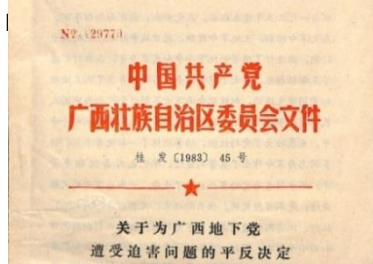 № 029770
中国共产党
广西壮族自治区委员会文件
桂发〔1983〕45号
关于为广西地下党
遭受迫害问题的平反决定